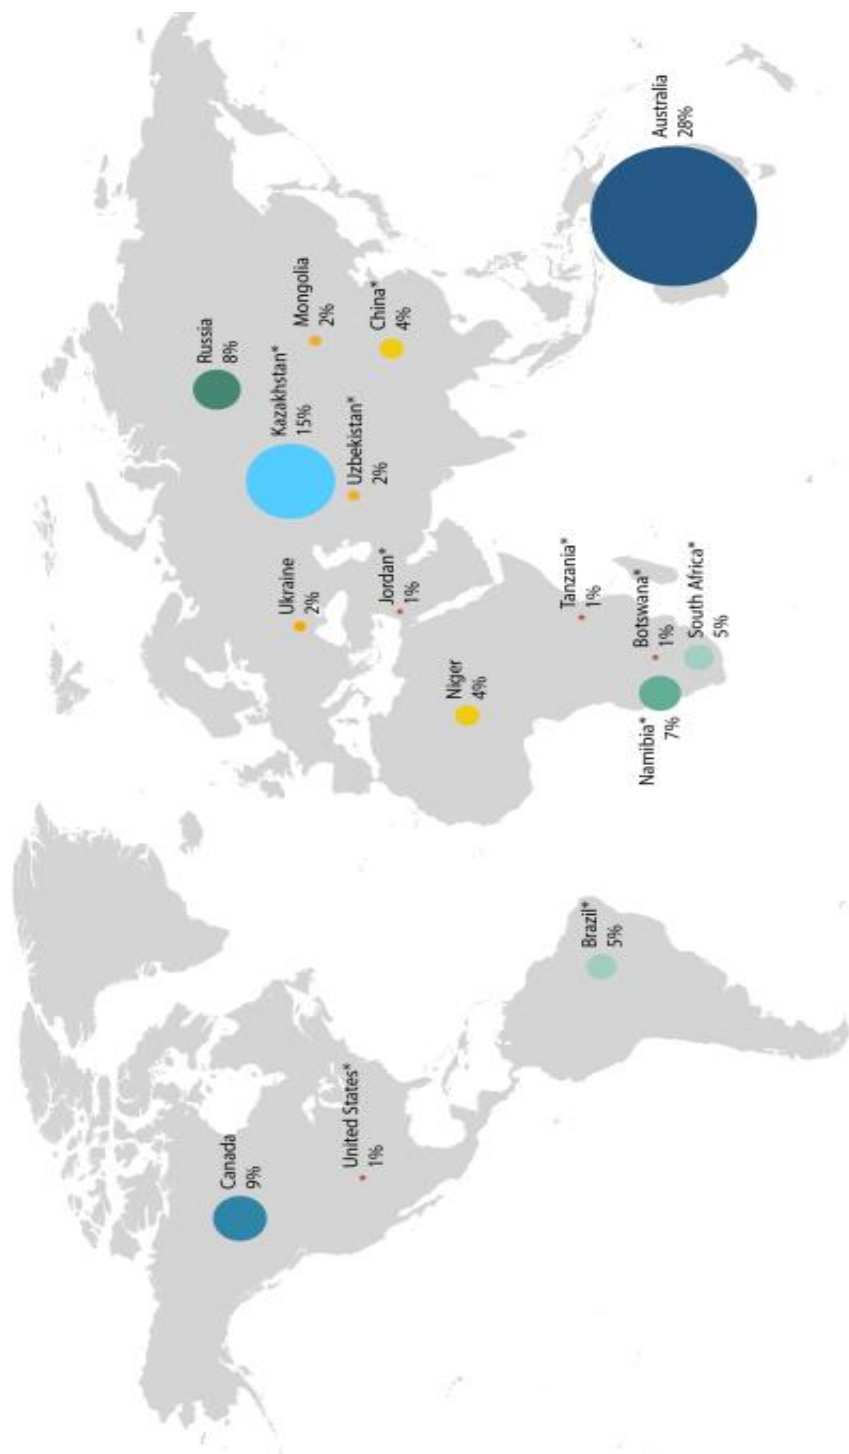 Canada
9%
United States*
1%
Brazil*
5%
Niger
4%
Namibia*
7%
Botswana*
1%
South Africa*
5%
Tanzania*
1%
Jordan*
1%
Ukraine
2%
Uzbekistan*
2%
Kazakhstan*
15%
Russia
8%
Mongolia
2%
China*
4%
Australia
28%